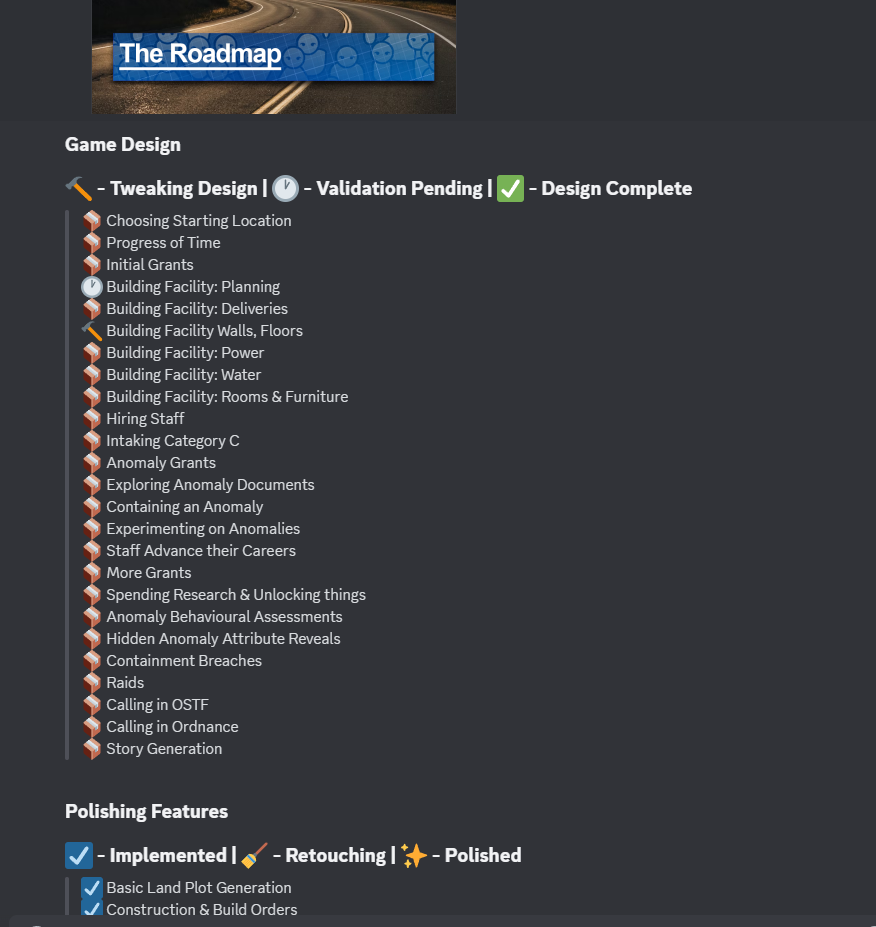 The Roadmap
Game Design
🔨 - Tweaking Design | 🕐 - Validation Pending | ✅ - Design Complete
Choosing Starting Location
Progress of Time
Initial Grants
Building Facility: Planning
Building Facility: Deliveries
Building Facility Walls, Floors
Building Facility: Power
Building Facility: Water
Building Facility: Rooms & Furniture
Hiring Staff
Intaking Category C
Anomaly Grants
Exploring Anomaly Documents
Containing an Anomaly
Experimenting on Anomalies
Staff Advance their Careers
More Grants
Spending Research & Unlocking things
Anomaly Behavioural Assessments
Hidden Anomaly Attribute Reveals
Containment Breaches
Raids
Calling in OSTF
Calling in Ordnance
Story Generation
Polishing Features
☑️ - Implemented | 🧹 - Retouching | ✨ - Polished
Basic Land Plot Generation
Construction & Build Orders